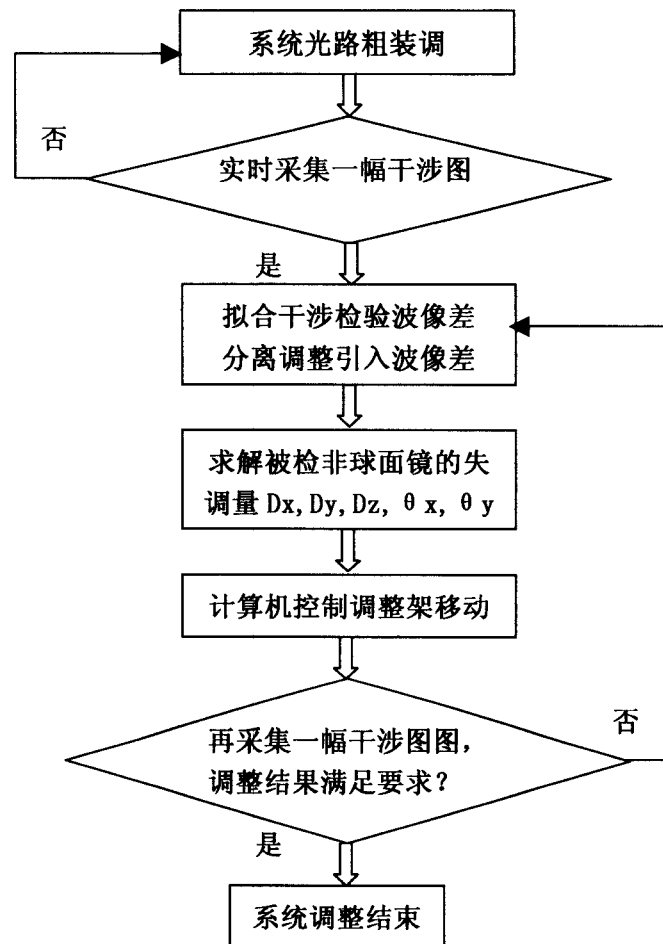 系统光路粗装调
否
实时采集一幅干涉图
是
拟合干涉检验波像差
分离调整引入波像差
求解被检非球面镜的失
调量 Dx, Dy, Dz, θx, θy
计算机控制调整架移动
否
再采集一幅干涉图图，
调整结果满足要求？
是
系统调整结束